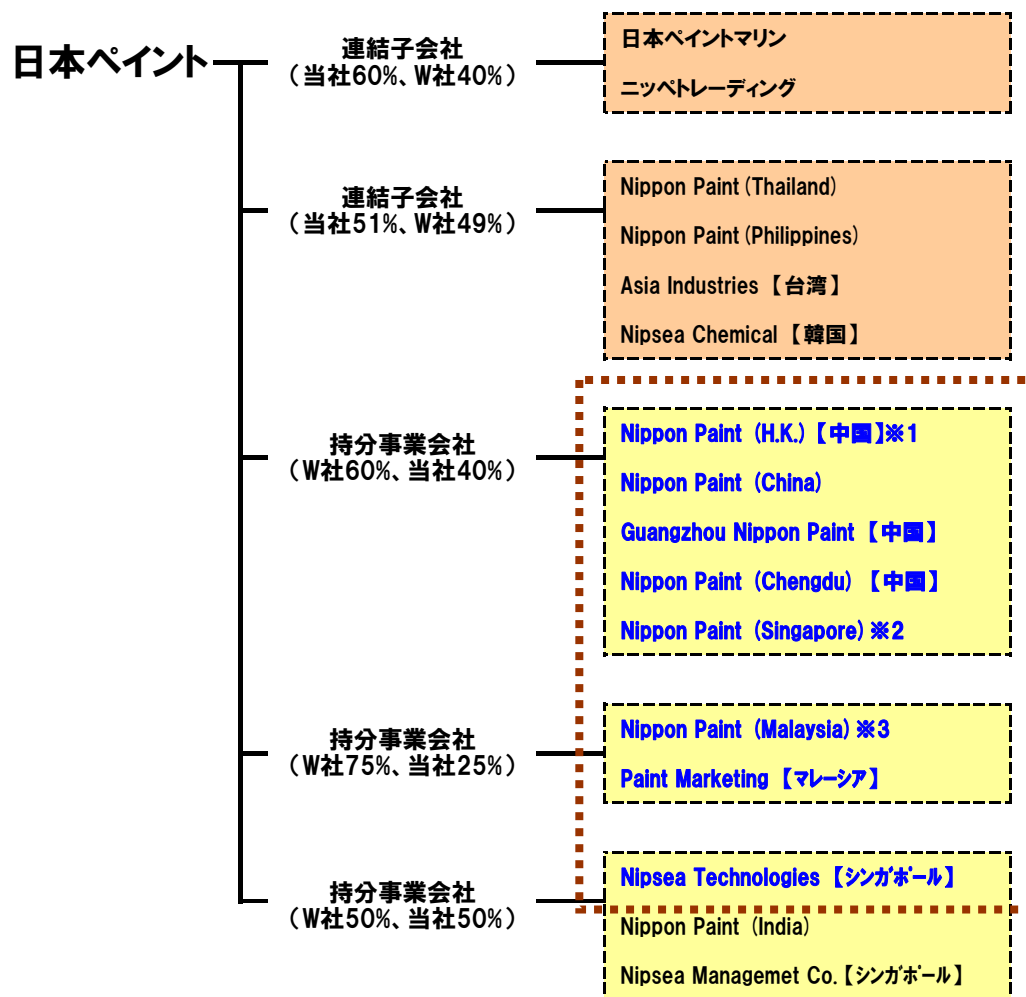 日本ペイント
連結子会社
（当社60%、W社40%）
日本ペイントマリン
ニッペトレーディング
連結子会社
（当社51%、W社49%）
Nippon Paint (Thailand)
Nippon Paint (Philippines)
Asia Industries 【台湾】
Nipsea Chemical 【韓国】
持分事業会社
（W社60%、当社40%）
Nippon Paint (H.K.)【中国】※1
Nippon Paint (China)
Guangzhou Nippon Paint 【中国】
Nippon Paint (Chengdu) 【中国】
Nippon Paint (Singapore)※2
持分事業会社
（W社75%、当社25%）
Nippon Paint (Malaysia)※3
Paint Marketing 【マレーシア】
持分事業会社
（W社50%、当社50%）
Nipsea Technologies 【シンガポール】
Nippon Paint (India)
Nipsea Managemet Co.【シンガポール】